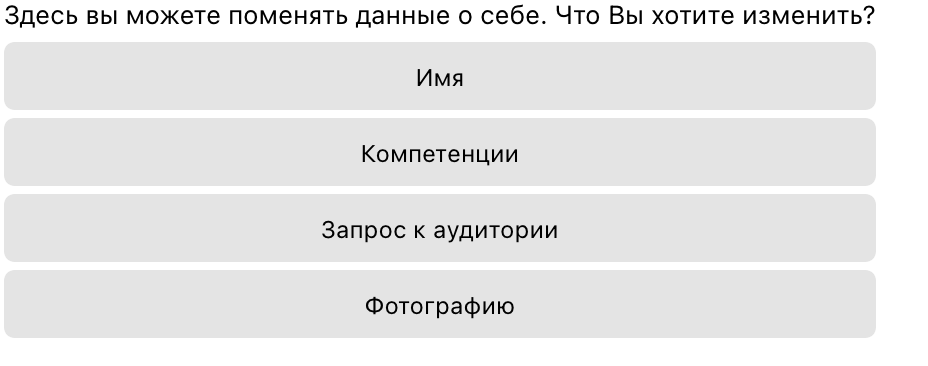 Здесь вы можете поменять данные о себе. Что Вы хотите изменить?
Имя
Компетенции
Запрос к аудитории
Фотографию